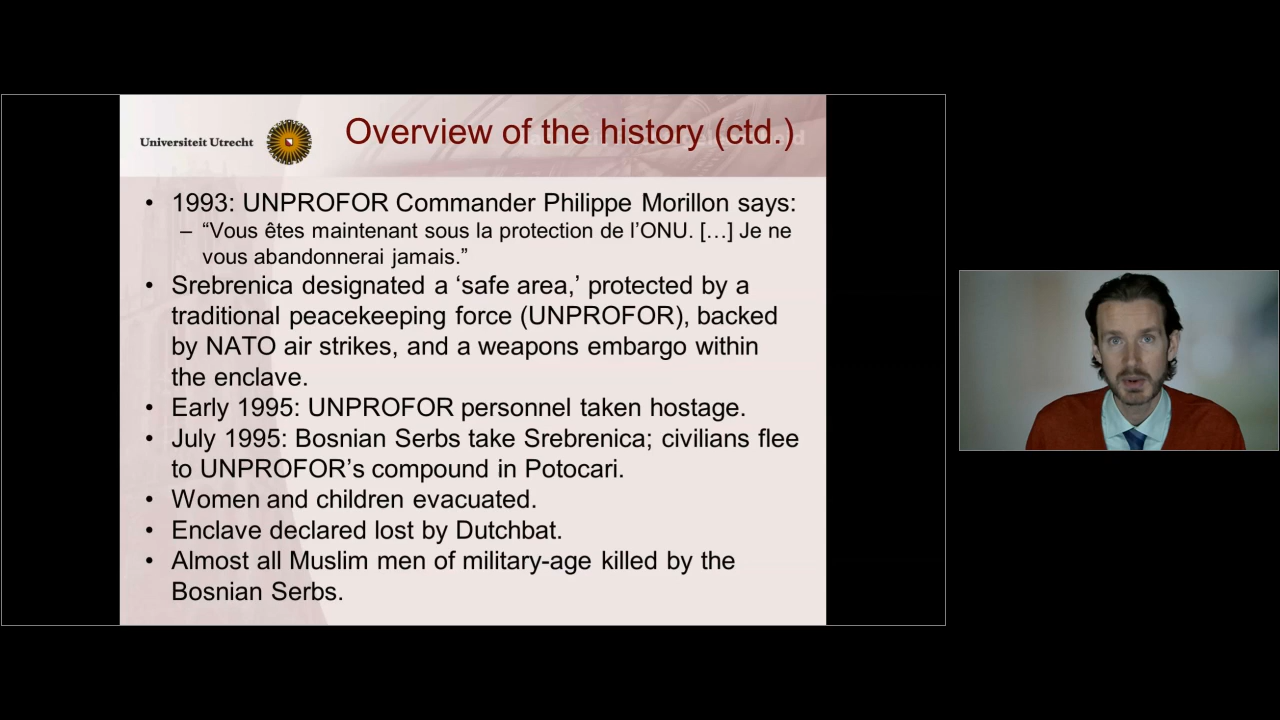 Universiteit Utrecht
Overview of the history (ctd.)
• 1993: UNPROFOR Commander Philippe Morillon says:
– “Vous êtes maintenant sous la protection de l’ONU. […] Je ne
vous abandonnerai jamais.”
• Srebrenica designated a ‘safe area,’ protected by a
traditional peacekeeping force (UNPROFOR), backed
by NATO air strikes, and a weapons embargo within
the enclave.
• Early 1995: UNPROFOR personnel taken hostage.
• July 1995: Bosnian Serbs take Srebrenica; civilians flee
to UNPROFOR’s compound in Potocari.
• Women and children evacuated.
• Enclave declared lost by Dutchbat.
• Almost all Muslim men of military-age killed by the
Bosnian Serbs.